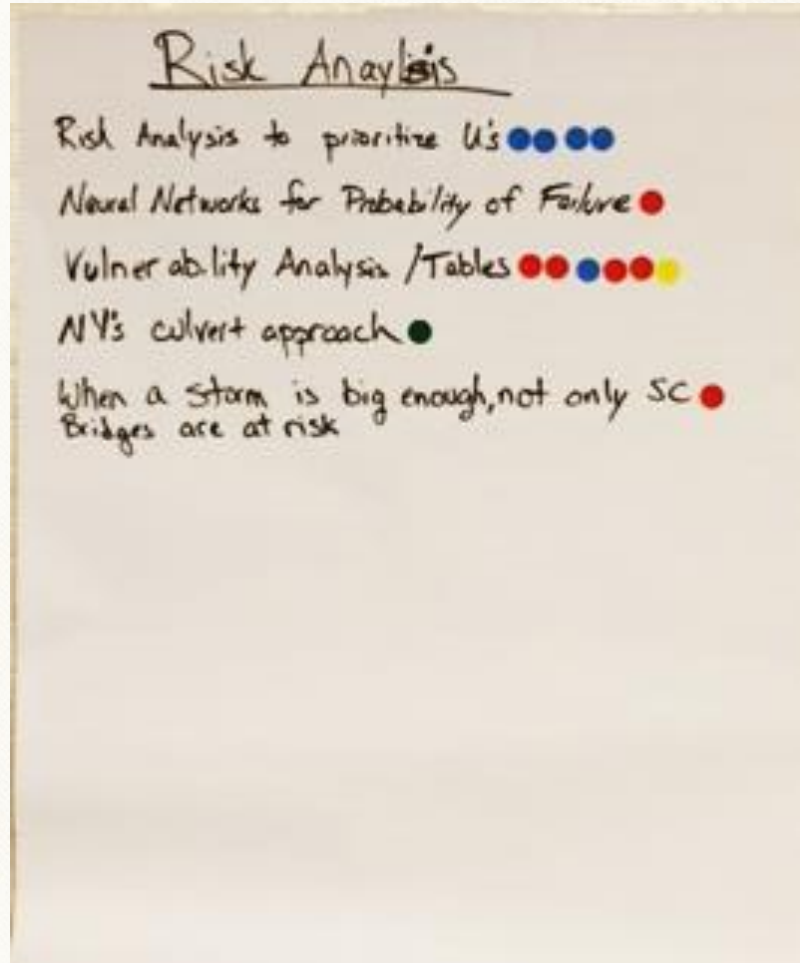 Risk Anaylsis
Risk Analysis to prioritize U's
Neural Networks for Probability of Failure
Vulnerability Analysis /Tables
NY's culvert approach
When a storm is big enough, not only SC
Bridges are at risk